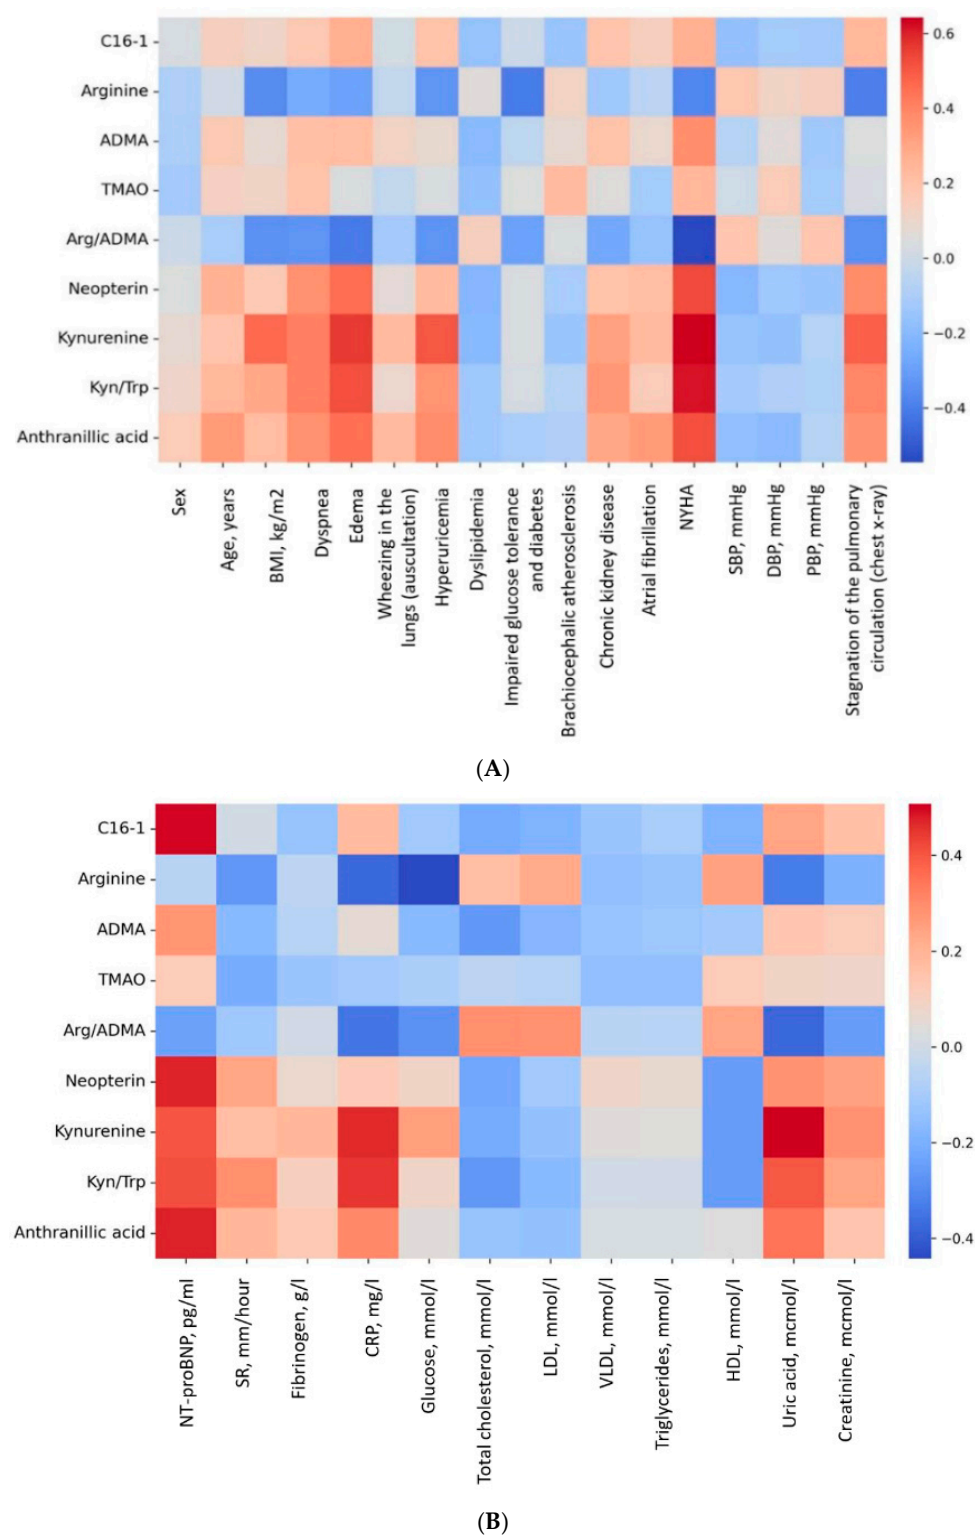 C16-1
Arginine
ADMA
TMAO
Arg/ADMA
Neopterin
Kynurenine
Kyn/Trp
Anthranillic acid
0.6
0.4
0.2
0.0
−0.2
−0.4
Sex
Age, years
BMI, kg/m2
Dyspnea
Edema
Wheezing in the
lungs (auscultation)
Hyperuricemia
Dyslipidemia
Impaired glucose tolerance
and diabetes
Brachiocephalic atherosclerosis
Chronic kidney disease
Atrial fibrillation
NYHA
SBP, mmHg
DBP, mmHg
PBP, mmHg
Stagnation of the pulmonary
circulation (chest x-ray)
(A)
C16-1
Arginine
ADMA
TMAO
Arg/ADMA
Neopterin
Kynurenine
Kyn/Trp
Anthranillic acid
0.4
0.2
0.0
−0.2
−0.4
NT-proBNP, pg/ml
SR, mm/hour
Fibrinogen, g/l
CRP, mg/l
Glucose, mmol/l
Total cholesterol, mmol/l
LDL, mmol/l
VLDL, mmol/l
Triglycerides, mmol/l
HDL, mmol/l
Uric acid, mcmol/l
Creatinine, mcmol/l
(B)